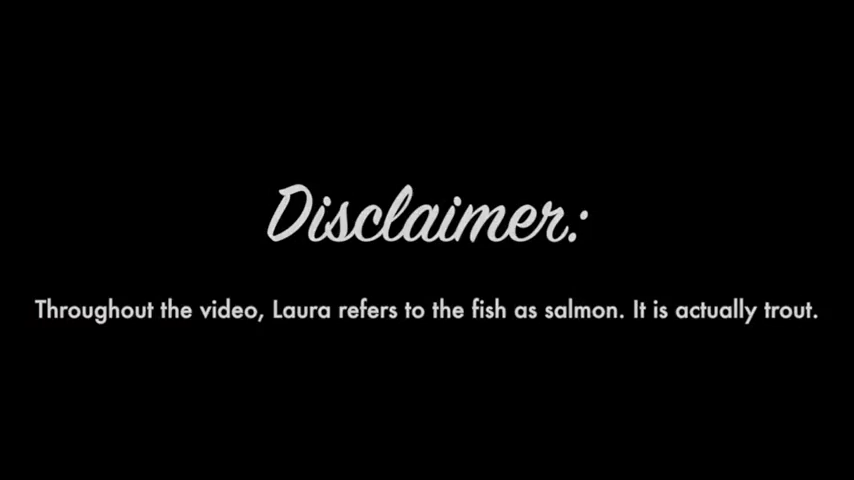 Disclaimer:
Throughout the video, Laura refers to the fish as salmon. It is actually trout.